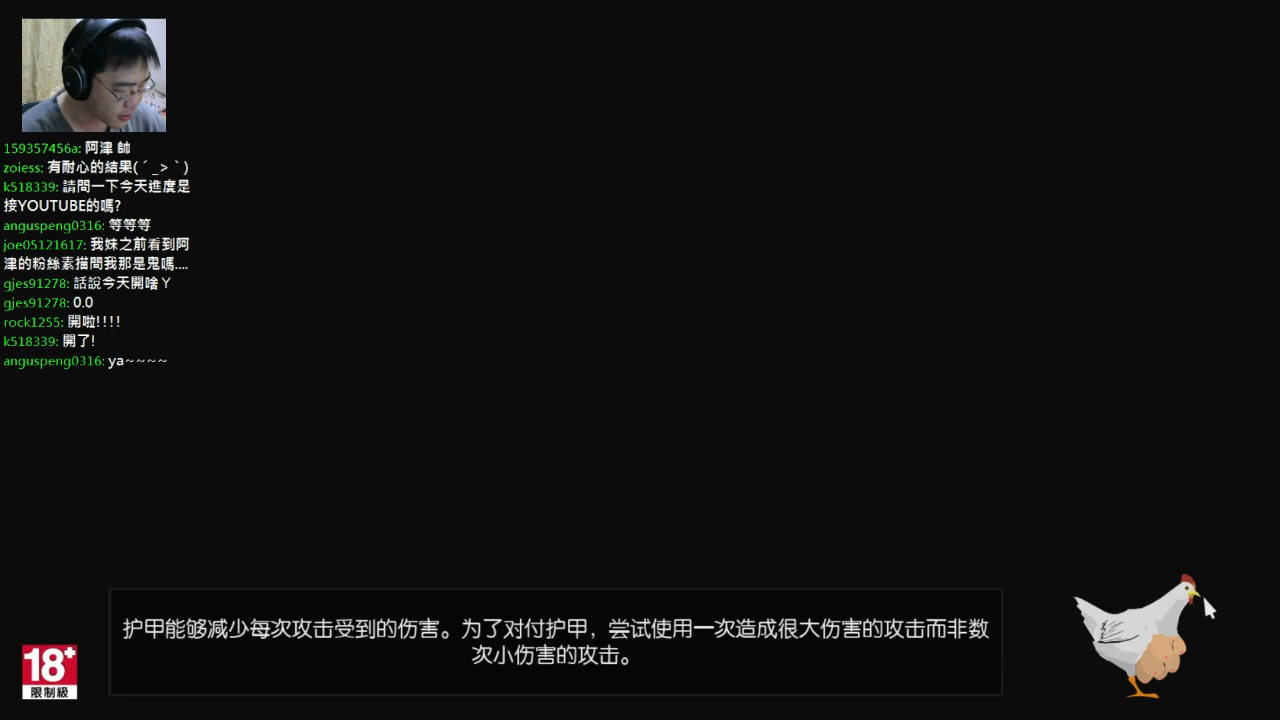 159357456a: 阿津 帥
zoiess: 有耐心的結果(´_>｀)
k518339: 請問一下今天進度是
接YOUTUBE的嗎?
anguspeng0316: 等等等
joe05121617: 我妹之前看到阿
津的粉絲素描問我那是鬼嗎....
gjes91278: 話說今天開啥ㄚ
gjes91278: 0.0
rock1255: 開啦!!!!
k518339: 開了!
anguspeng0316: ya~~~~
护甲能够减少每次攻击受到的伤害。为了对付护甲，尝试使用一次造成很大伤害的攻击而非数
次小伤害的攻击。
18+
限制級